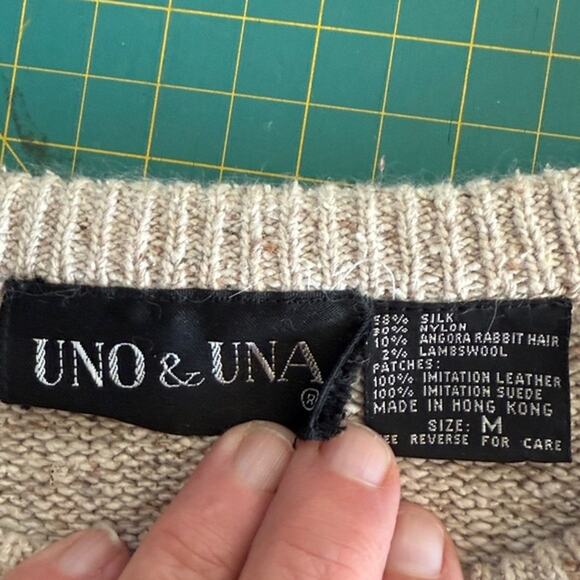 UNO & UNA
®
58% SILK
30% NYLON
10% ANGORA RABBIT HAIR
2% LAMBSWOOL
PATCHES:
100% IMITATION LEATHER
100% IMITATION SUEDE
MADE IN HONG KONG
SIZE: M
EE REVERSE FOR CARE